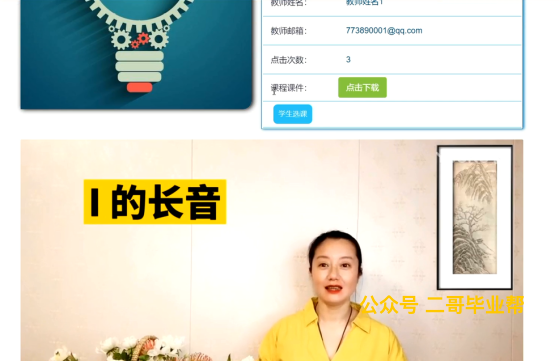 教师姓名： 教师姓名1
教师邮箱： 773890001@qq.com
点击次数： 3
课程课件： 点击下载
学生选课
I 的长音
公众号 二哥毕业帮